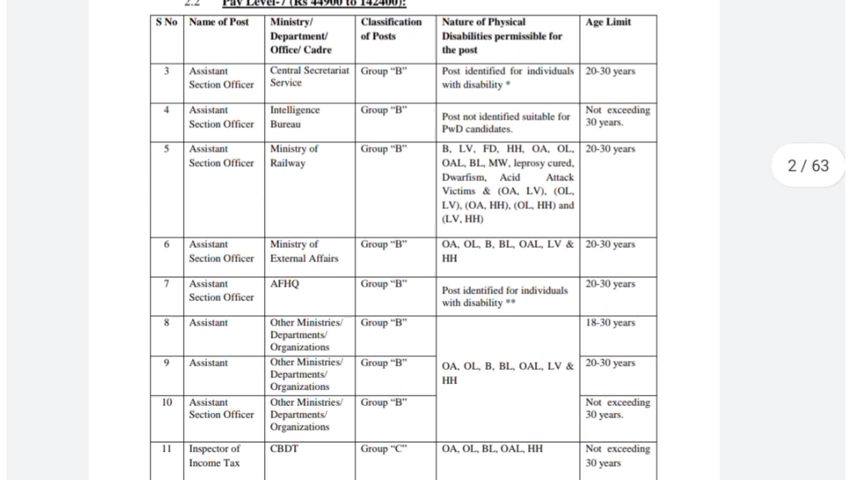 2.2 Pay Level-7 (Rs 44900 to 142400):
S No Name of Post Ministry/ Department/ Office/ Cadre Classification of Posts Nature of Physical Disabilities permissible for the post Age Limit
3 Assistant Section Officer Central Secretariat Service Group “B” Post identified for individuals with disability * 20-30 years
4 Assistant Section Officer Intelligence Bureau Group “B” Post not identified suitable for PwD candidates. Not exceeding 30 years.
5 Assistant Section Officer Ministry of Railway Group “B” B, LV, FD, HH, OA, OL, OAL, BL, MW, leprosy cured, Dwarfism, Acid Attack Victims & (OA, LV), (OL, LV), (OA, HH), (OL, HH) and (LV, HH) 20-30 years
6 Assistant Section Officer Ministry of External Affairs Group “B” OA, OL, B, BL, OAL, LV & HH 20-30 years
7 Assistant Section Officer AFHQ Group “B” Post identified for individuals with disability ** 20-30 years
8 Assistant Other Ministries/ Departments/ Organizations Group “B” OA, OL, B, BL, OAL, LV & HH 18-30 years
9 Assistant Other Ministries/ Departments/ Organizations Group “B” 20-30 years
10 Assistant Section Officer Other Ministries/ Departments/ Organizations Group “B” Not exceeding 30 years.
11 Inspector of Income Tax CBDT Group “C” OA, OL, BL, OAL, HH Not exceeding 30 years
2 / 63